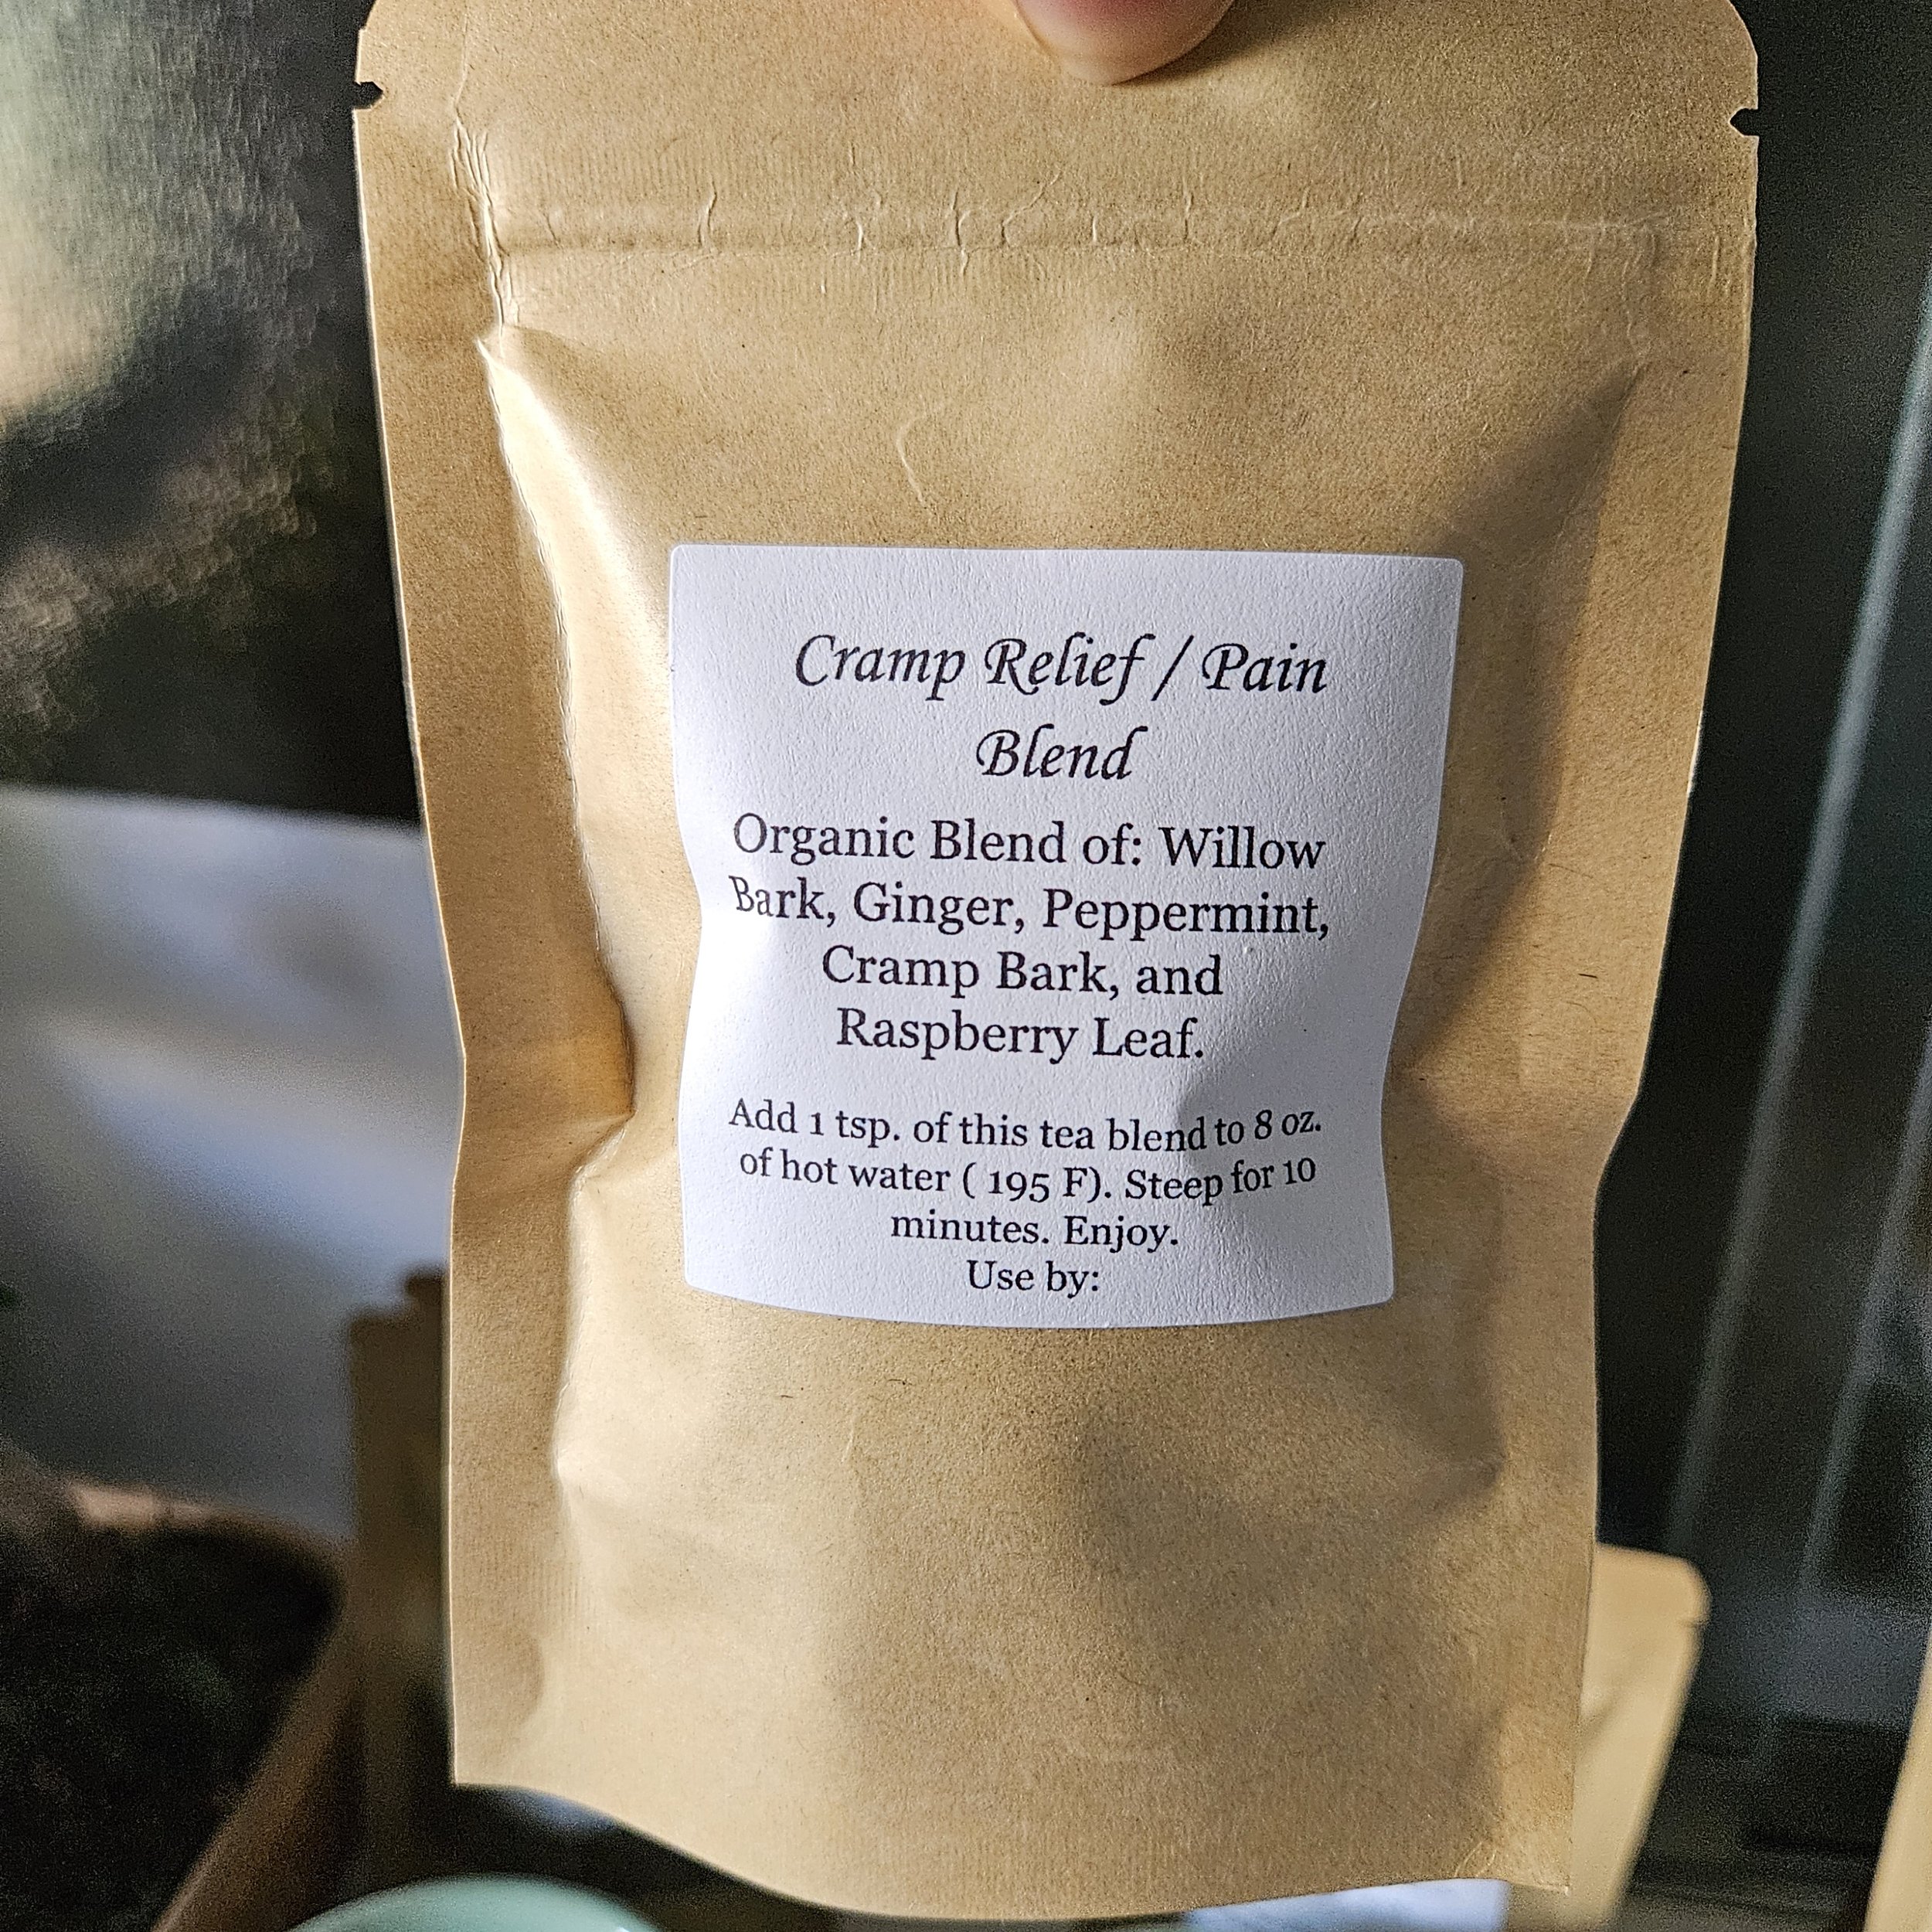 Cramp Relief / Pain
Blend
Organic Blend of: Willow
Bark, Ginger, Peppermint,
Cramp Bark, and
Raspberry Leaf.
Add 1 tsp. of this tea blend to 8 oz.
of hot water ( 195 F). Steep for 10
minutes. Enjoy.
Use by: